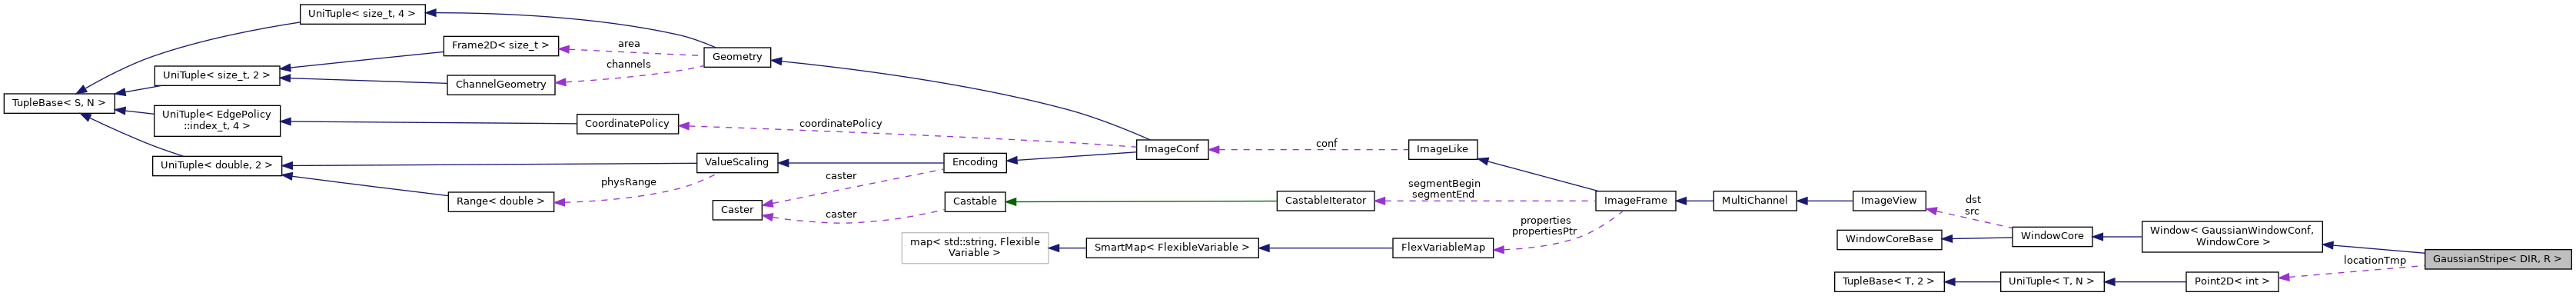 UniTuple< size_t, 4 >
Frame2D< size_t >
area
Geometry
UniTuple< size_t, 2 >
channels
ChannelGeometry
TupleBase< S, N >
UniTuple< EdgePolicy
::index_t, 4 >
CoordinatePolicy
coordinatePolicy
ImageConf
conf
ImageLike
UniTuple< double, 2 >
ValueScaling
Encoding
physRange
caster
Range< double >
Caster
caster
Castable
segmentBegin
segmentEnd
CastableIterator
ImageFrame
MultiChannel
ImageView
dst
src
properties
propertiesPtr
map< std::string, Flexible
Variable >
SmartMap< FlexibleVariable >
FlexVariableMap
WindowCoreBase
WindowCore
Window< GaussianWindowConf,
WindowCore >
GaussianStripe< DIR, R >
locationTmp
TupleBase< T, 2 >
UniTuple< T, N >
Point2D< int >